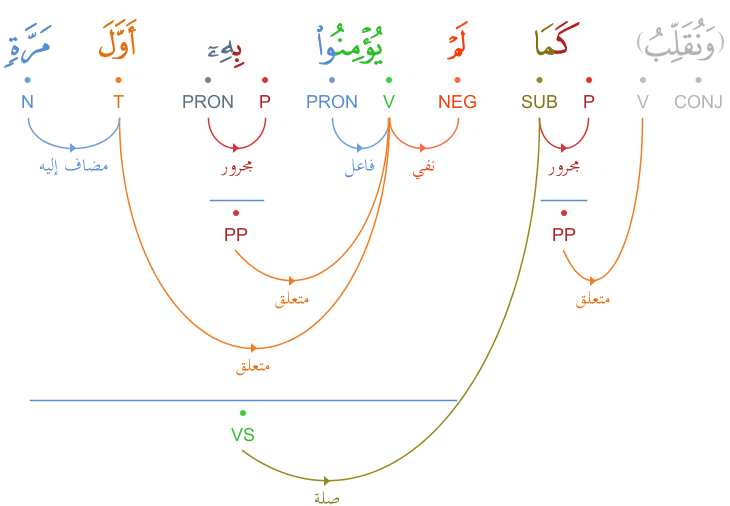 (وَنُقَلِّبُ) كَمَا لَمْ يُؤْمِنُوا۟ بِهِۦٓ أَوَّلَ مَرَّةٍ
N T PRON P PRON V NEG SUB P V CONJ
مضاف إليه مجرور فاعل نفي مجرور
PP PP
متعلق متعلق
متعلق
VS
صلة